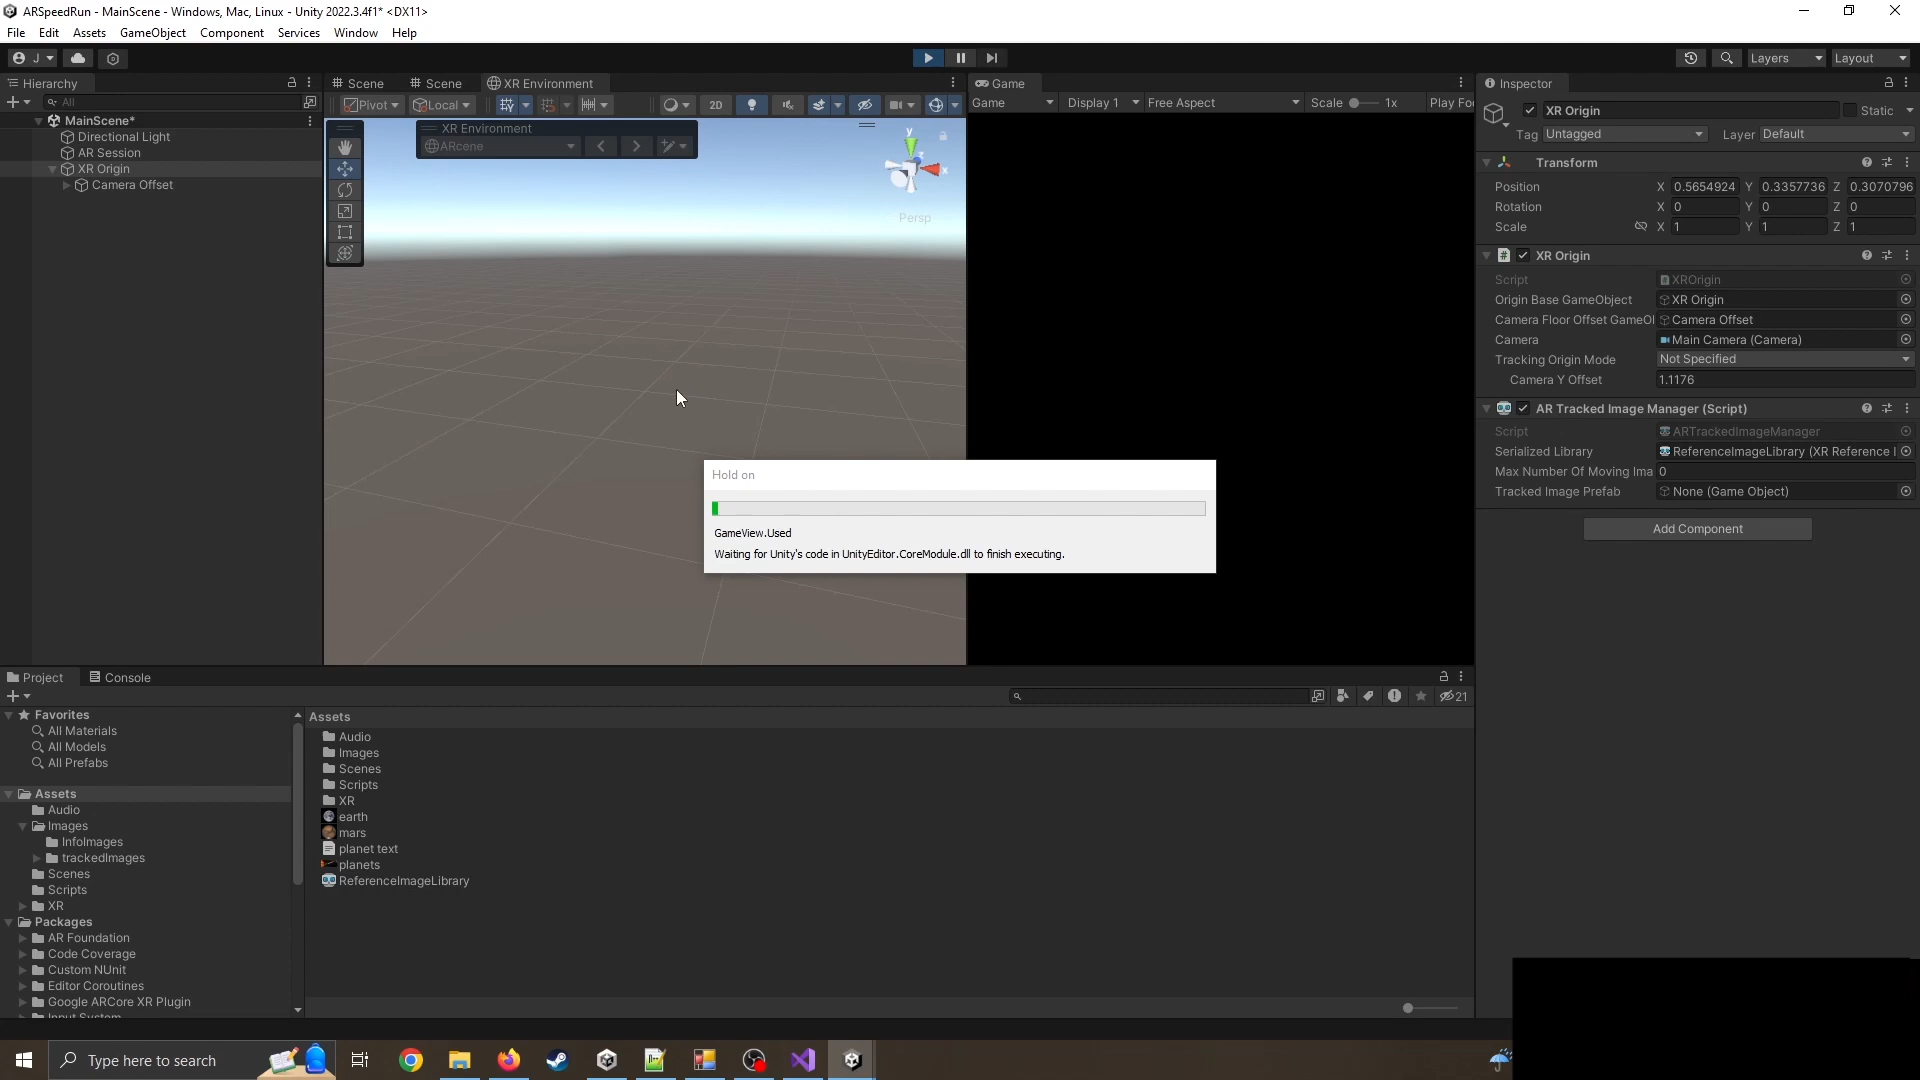 ARSpeedRun - MainScene - Windows, Mac, Linux - Unity 2022.3.4f1* <DX11>
File Edit Assets GameObject Component Services Window Help
J
Layers
Layout
Hierarchy
All
MainScene*
Directional Light
AR Session
XR Origin
Camera Offset
Scene
Scene
XR Environment
Pivot
Local
2D
XR Environment
ARcene
y
x
Persp
Game
Game
Display 1
Free Aspect
Scale
1x
Play Fo
Hold on
GameView.Used
Waiting for Unity's code in UnityEditor.CoreModule.dll to finish executing.
Inspector
XR Origin
Static
Tag Untagged
Layer Default
Transform
Position X 0.5654924 Y 0.3357736 Z 0.3070796
Rotation X 0 Y 0 Z 0
Scale X 1 Y 1 Z 1
XR Origin
Script XROrigin
Origin Base GameObject XR Origin
Camera Floor Offset GameOl Camera Offset
Camera Main Camera (Camera)
Tracking Origin Mode Not Specified
Camera Y Offset 1.1176
AR Tracked Image Manager (Script)
Script ARTrackedImageManager
Serialized Library ReferenceImageLibrary (XR Reference I
Max Number Of Moving Ima 0
Tracked Image Prefab None (Game Object)
Add Component
Project
Console
21
Favorites
All Materials
All Models
All Prefabs
Assets
Audio
Images
InfoImages
trackedImages
Scenes
Scripts
XR
Packages
AR Foundation
Code Coverage
Custom NUnit
Editor Coroutines
Google ARCore XR Plugin
Input System
Assets
Audio
Images
Scenes
Scripts
XR
earth
mars
planet text
planets
ReferenceImageLibrary
Type here to search